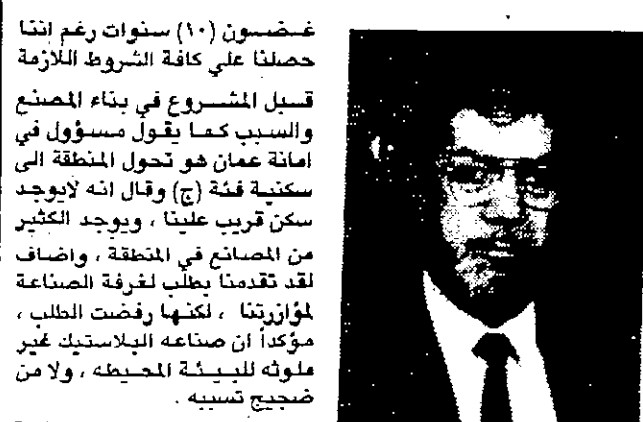 غضون (١٠) سنوات رغم اننا
حصلنا علي كافة الشروط اللازمة
قبل المشروع في بناء المصنع
والسبب كما يقول مسؤول في
امانة عمان هو تحول المنطقة الى
سكنية فئة (ج) وقال انه لايوجد
سكن قريب علينا ، ويوجد الكثير
من المصانع في المنطقة ، واضاف
لقد تقدمنا بطلب لغرفة الصناعة
لمؤازرتنا ، لكنها رفضت الطلب ،
مؤكداً ان صناعه البلاستيك غير
ملوثه للبيئة المحيطه ، ولا من
ضجيج تسببه .